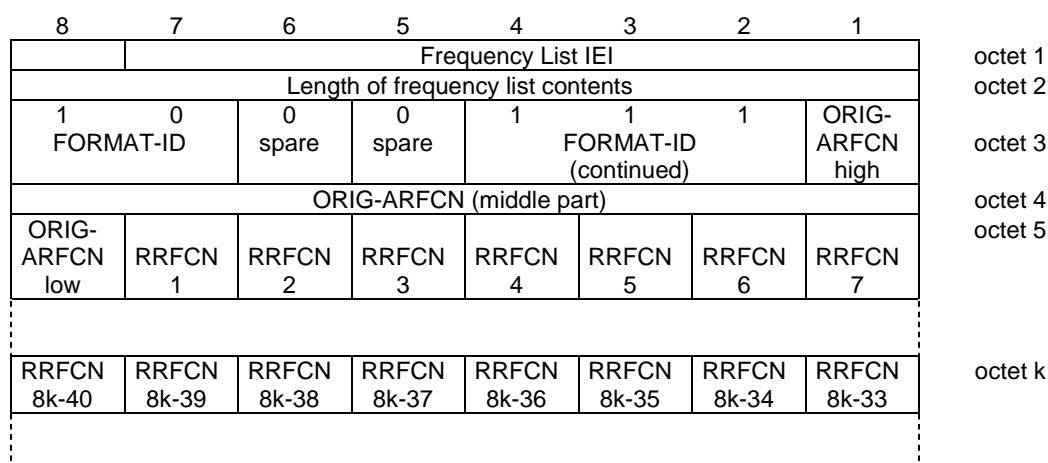 8 7 6 5 4 3 2 1
Frequency List IEI octet 1
Length of frequency list contents octet 2
1 0 0 0 1 1 1 ORIG-
FORMAT-ID spare spare FORMAT-ID ARFCN octet 3
(continued) high
ORIG-ARFCN (middle part) octet 4
ORIG- octet 5
ARFCN RRFCN RRFCN RRFCN RRFCN RRFCN RRFCN RRFCN
low 1 2 3 4 5 6 7
RRFCN RRFCN RRFCN RRFCN RRFCN RRFCN RRFCN RRFCN octet k
8k-40 8k-39 8k-38 8k-37 8k-36 8k-35 8k-34 8k-33